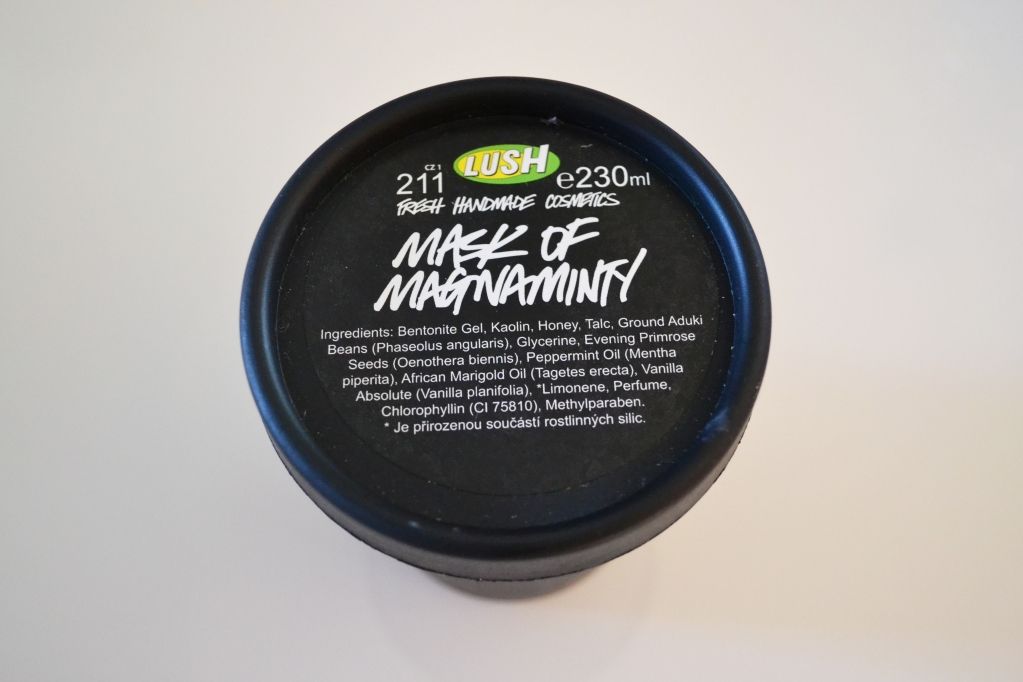 LUSH
CZ 1
211 e230ml
FRESH HANDMADE COSMETICS
MASK OF
MAGNAMINTY
Ingredients: Bentonite Gel, Kaolin, Honey, Talc, Ground Aduki
Beans (Phaseolus angularis), Glycerine, Evening Primrose
Seeds (Oenothera biennis), Peppermint Oil (Mentha
piperita), African Marigold Oil (Tagetes erecta), Vanilla
Absolute (Vanilla planifolia), *Limonene, Perfume,
Chlorophyllin (CI 75810), Methylparaben.
* Je přirozenou součástí rostlinných silic.